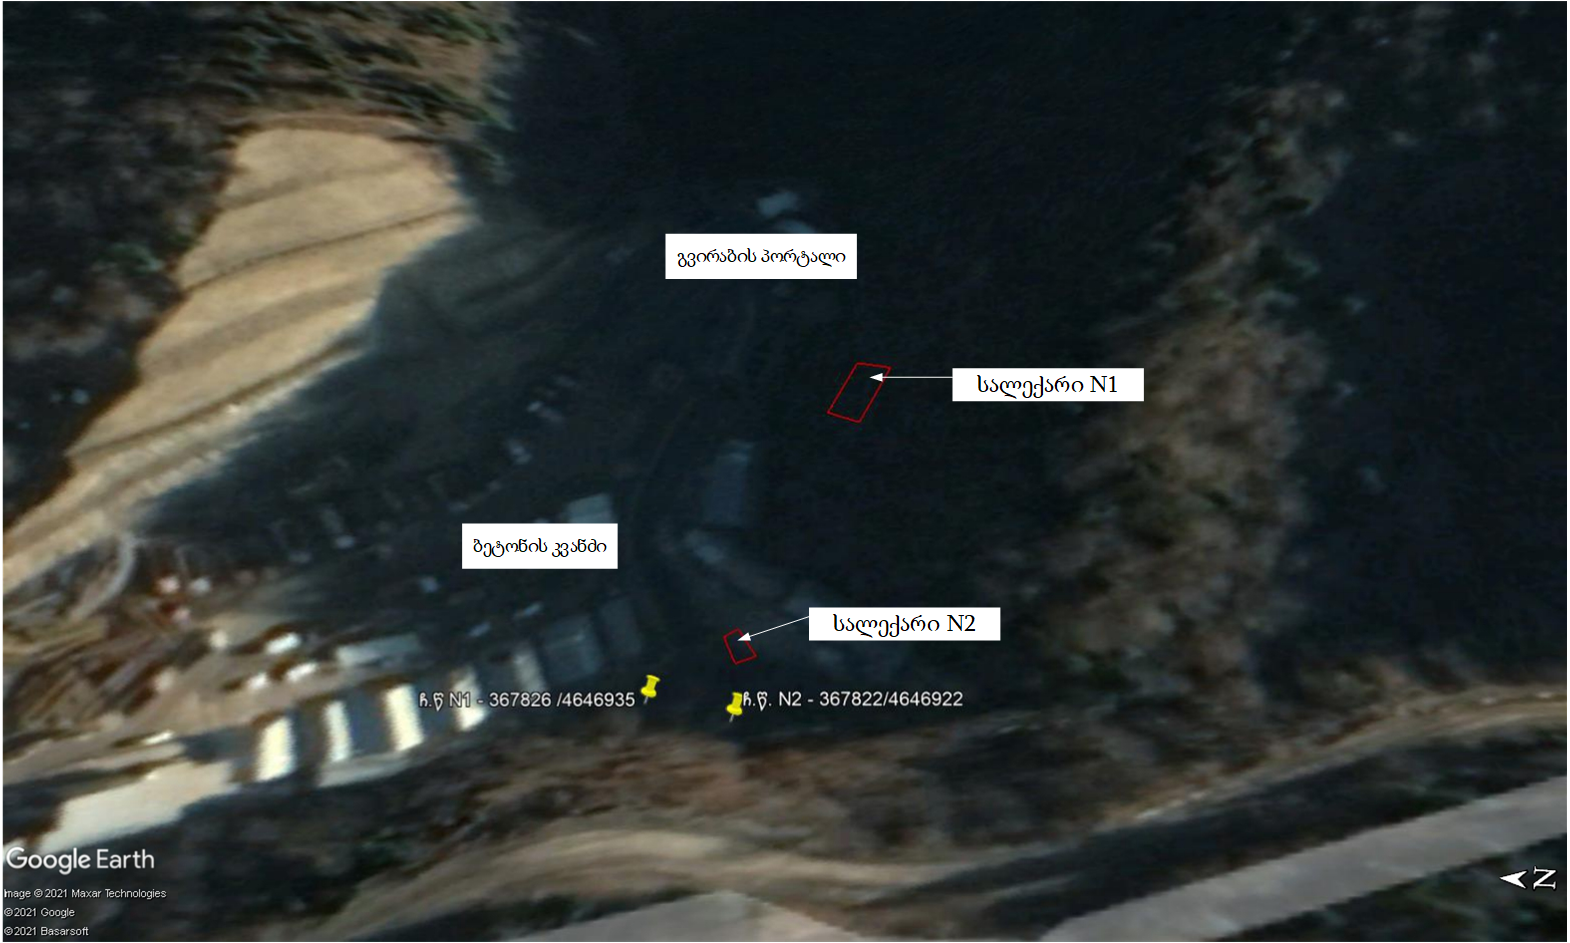 გვირაბის პორტალი
სალექარი N1
ბეტონის კვანძი
სალექარი N2
ჩ.წ N1 - 367826 /4646935
ჩ.წ. N2 - 367822/4646922
Google Earth
Image © 2021 Maxar Technologies
©2021 Google
©2021 Basarsoft
N